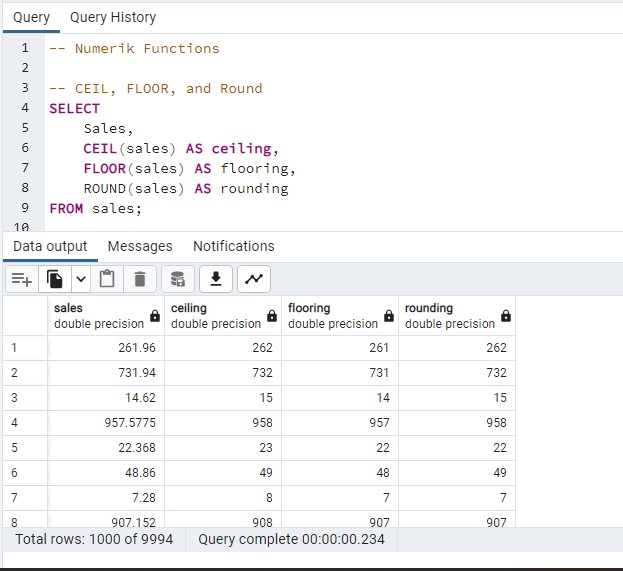 Query Query History
1 -- Numerik Functions
2
3 -- CEIL, FLOOR, and Round
4 SELECT
5 Sales,
6 CEIL(sales) AS ceiling,
7 FLOOR(sales) AS flooring,
8 ROUND(sales) AS rounding
9 FROM sales;
10
Data output Messages Notifications
sales ceiling flooring rounding
double precision double precision double precision double precision
1 261.96 262 261 262
2 731.94 732 731 732
3 14.62 15 14 15
4 957.5775 958 957 958
5 22.368 23 22 22
6 48.86 49 48 49
7 7.28 8 7 7
8 907.152 908 907 907
Total rows: 1000 of 9994 Query complete 00:00:00.234